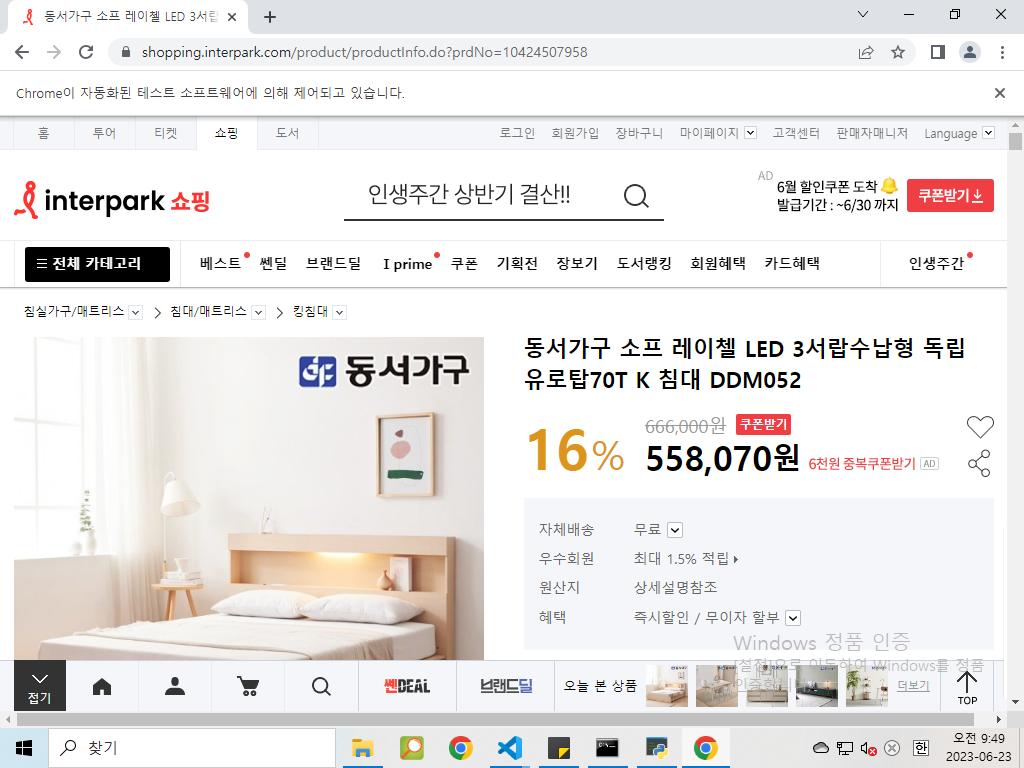 동서가구 소프 레이첼 LED 3서랍
shopping.interpark.com/product/productInfo.do?prdNo=10424507958
Chrome이 자동화된 테스트 소프트웨어에 의해 제어되고 있습니다.
홈 투어 티켓 쇼핑 도서 로그인 회원가입 장바구니 마이페이지 고객센터 판매자매니저 Language
interpark 쇼핑
인생주간 상반기 결산!!
AD
6월 할인쿠폰 도착
발급기간 : ~6/30 까지
쿠폰받기
전체 카테고리 베스트 쎈딜 브랜드딜 I prime 쿠폰 기획전 장보기 도서랭킹 회원혜택 카드혜택 인생주간
침실가구/매트리스 침대/매트리스 킹침대
동서가구
동서가구 소프 레이첼 LED 3서랍수납형 독립
유로탑70T K 침대 DDM052
16%
666,000원 쿠폰받기
558,070원 6천원 중복쿠폰받기 AD
자체배송 무료
우수회원 최대 1.5% 적립
원산지 상세설명참조
혜택 즉시할인 / 무이자 할부
Windows 정품 인증
[설정]으로 이동하여 Windows를 정품
인증합니다.
접기
쎈DEAL
브랜드딜
오늘 본 상품
더보기
TOP
찾기
한
오전 9:49
2023-06-23